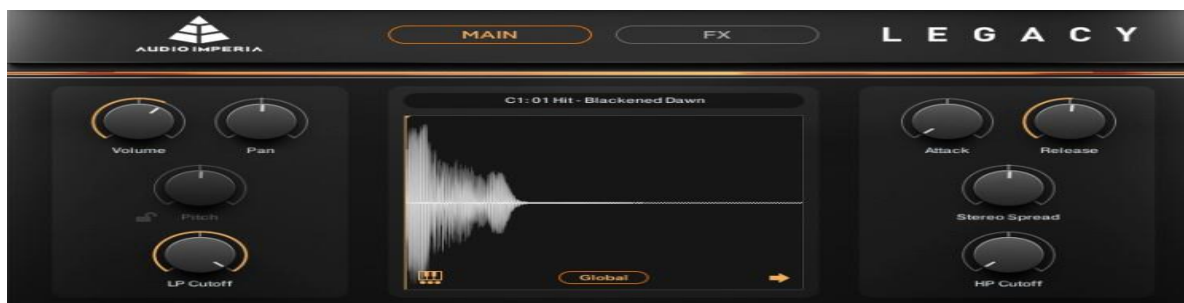 AUDIO IMPERIA
MAIN
FX
LEGACY
C1: 01 Hit - Blackened Dawn
Volume
Pan
Pitch
LP Cutoff
Global
Attack
Release
Stereo Spread
HP Cutoff